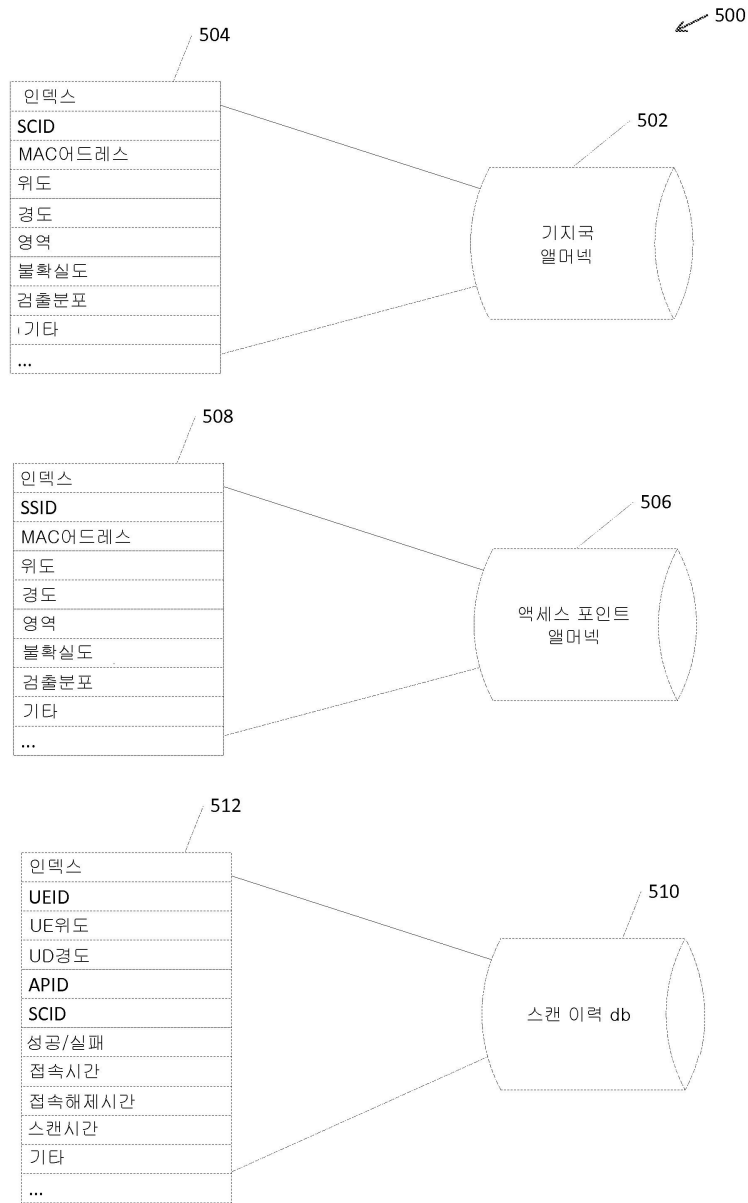 500
504
인덱스
SCID
MAC어드레스
위도
경도
영역
불확실도
검출분포
기타
...
502
기지국
앨머넥
508
인덱스
SSID
MAC어드레스
위도
경도
영역
불확실도
검출분포
기타
...
506
액세스 포인트
앨머넥
512
인덱스
UEID
UE위도
UD경도
APID
SCID
성공/실패
접속시간
접속해제시간
스캔시간
기타
...
510
스캔 이력 db